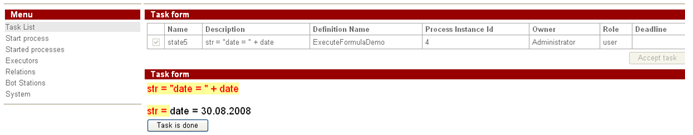 Menu
Task List
Start process
Started processes
Executors
Relations
Bot Stations
System
Task form
Name Description Definition Name Process Instance Id Owner Role Deadline
state5 str = "date = " + date ExecuteFormulaDemo 4 Administrator user
Accept task
Task form
str = "date = " + date
str = date = 30.08.2008
Task is done